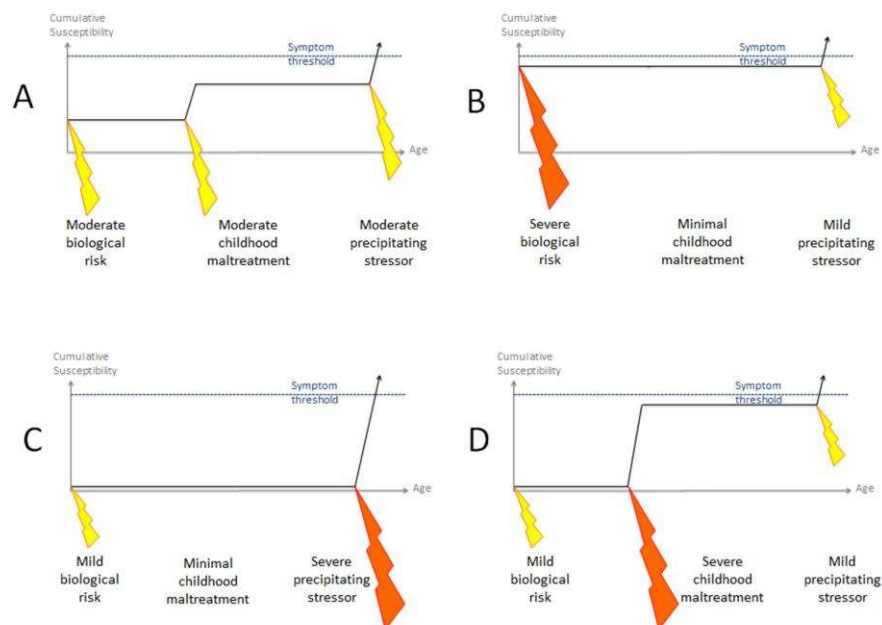 Cumulative
Susceptibility
Symptom
threshold
A
Age
Moderate
biological
risk
Moderate
childhood
maltreatment
Moderate
precipitating
stressor
Cumulative
Susceptibility
Symptom
threshold
B
Age
Severe
biological
risk
Minimal
childhood
maltreatment
Mild
precipitating
stressor
Cumulative
Susceptibility
Symptom
threshold
C
Age
Mild
biological
risk
Minimal
childhood
maltreatment
Severe
precipitating
stressor
Cumulative
Susceptibility
Symptom
threshold
D
Age
Mild
biological
risk
Severe
childhood
maltreatment
Mild
precipitating
stressor